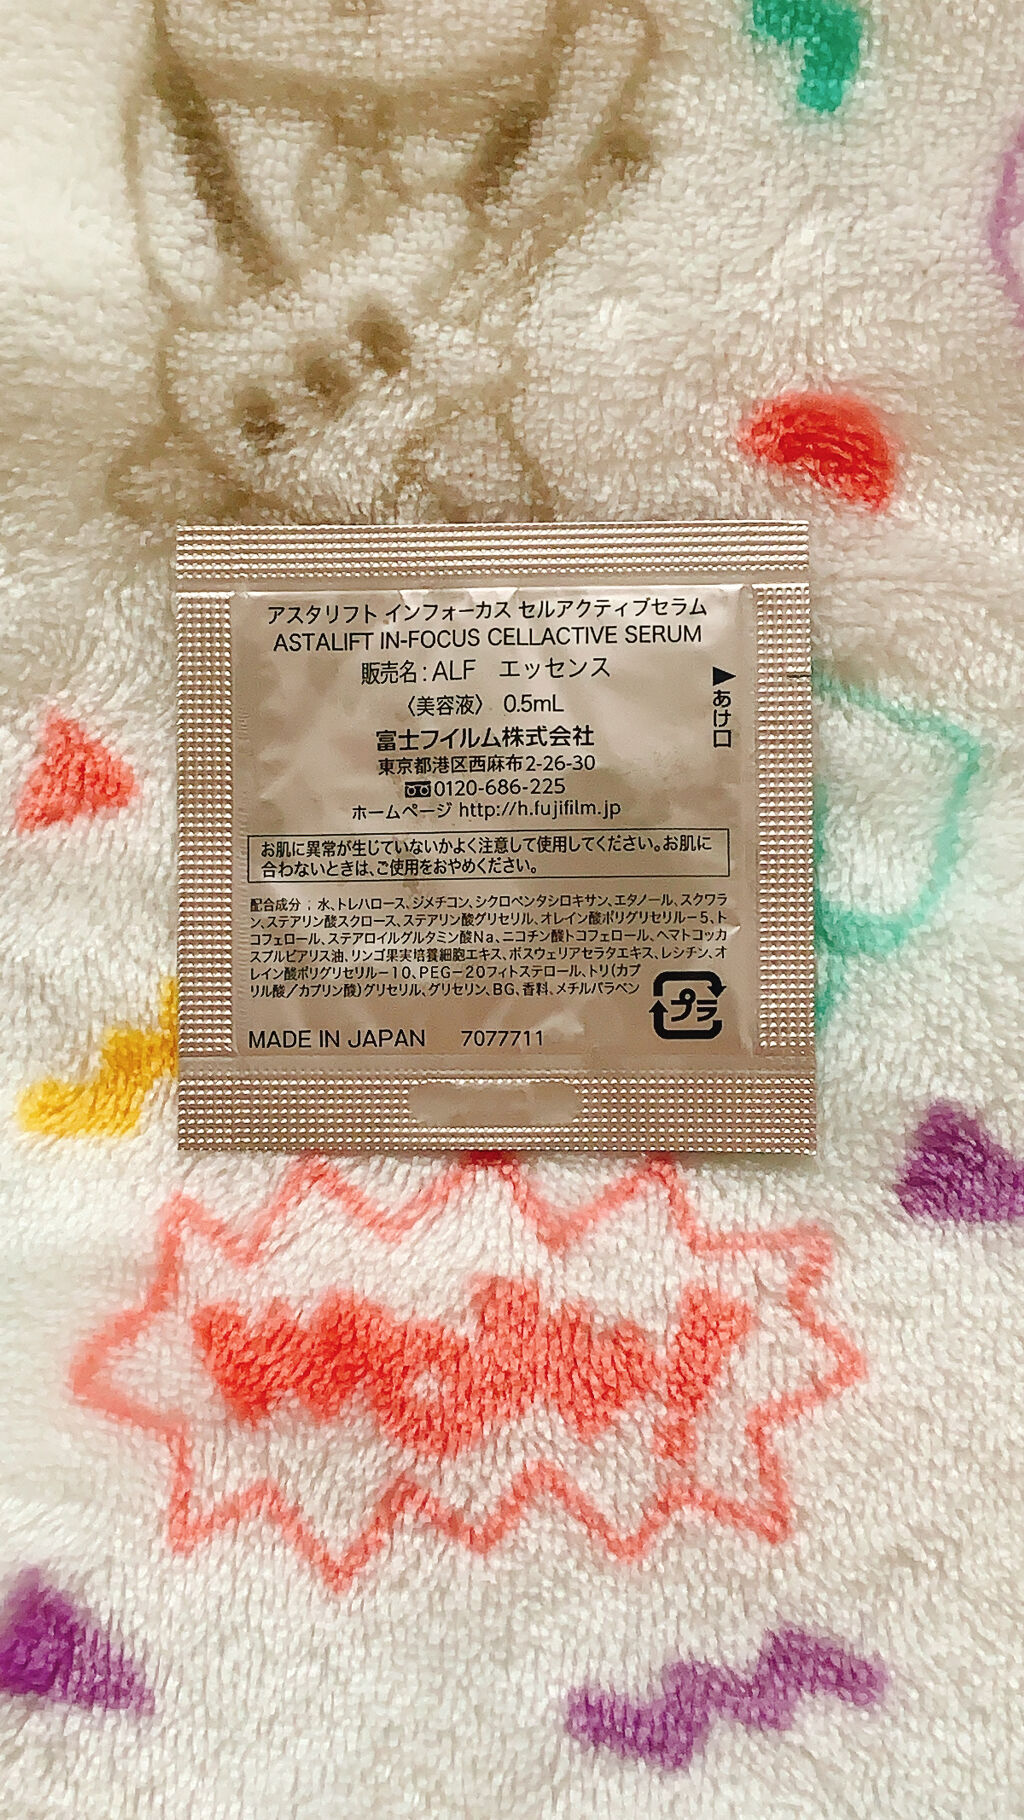 アスタリフト インフォーカス セルアクティブセラム
ASTALIFT IN-FOCUS CELLACTIVE SERUM
販売名:ALF エッセンス
〈美容液〉 0.5mL
富士フイルム株式会社
東京都港区西麻布2-26-30
0120-686-225
ホームページ http://h.fujifilm.jp
▶あけ口
お肌に異常が生じていないかよく注意して使用してください。お肌に
合わないときは、ご使用をおやめください。
配合成分;水、トレハロース、ジメチコン、シクロペンタシロキサン、エタノール、スクワラ
ン、ステアリン酸スクロース、ステアリン酸グリセリル、オレイン酸ポリグリセリル-5、ト
コフェロール、ステアロイルグルタミン酸Na、ニコチン酸トコフェロール、ヘマトコッカ
スプルビアリス油、リンゴ果実培養細胞エキス、ボスウェリアセラタエキス、レシチン、オ
レイン酸ポリグリセリル-10、PEG-20フィトステロール、トリ(カプ
リル酸/カプリン酸)グリセリル、グリセリン、BG、香料、メチルパラベン
プラ
MADE IN JAPAN 7077711